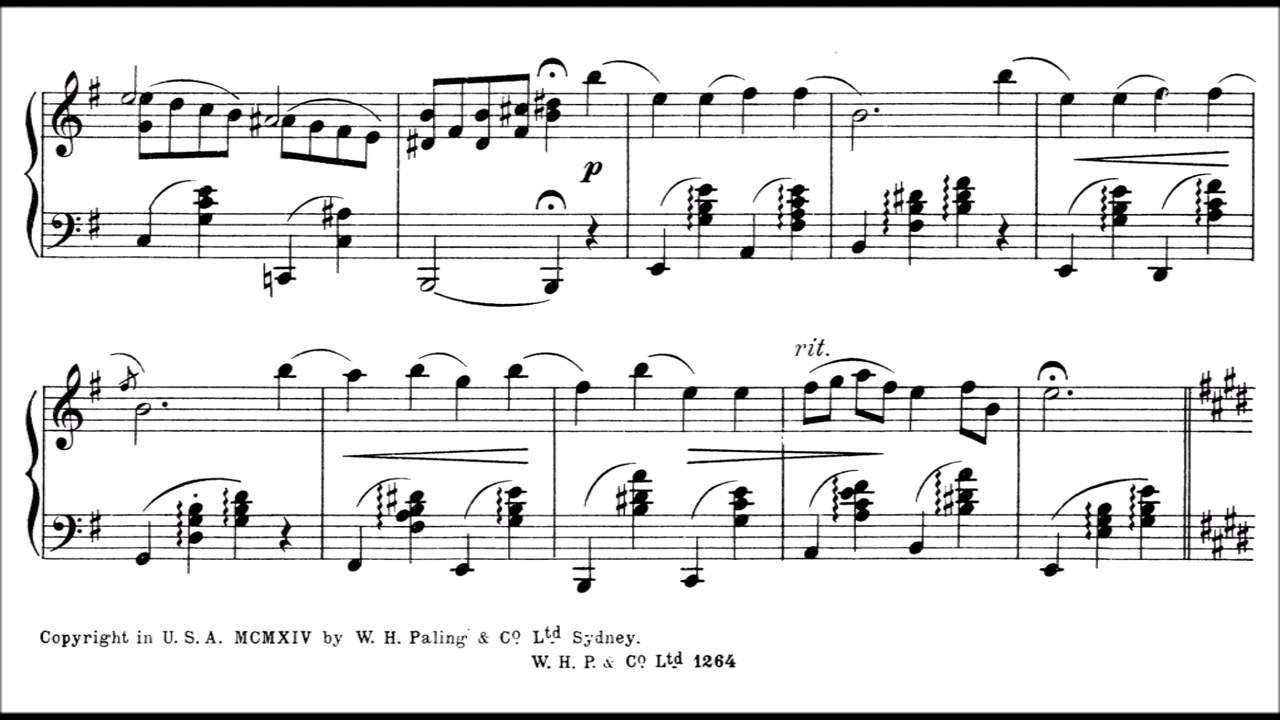 p
rit.
Copyright in U. S. A. MCMXIV by W. H. Paling & Co Ltd Sydney.
W. H. P. & Co Ltd 1264